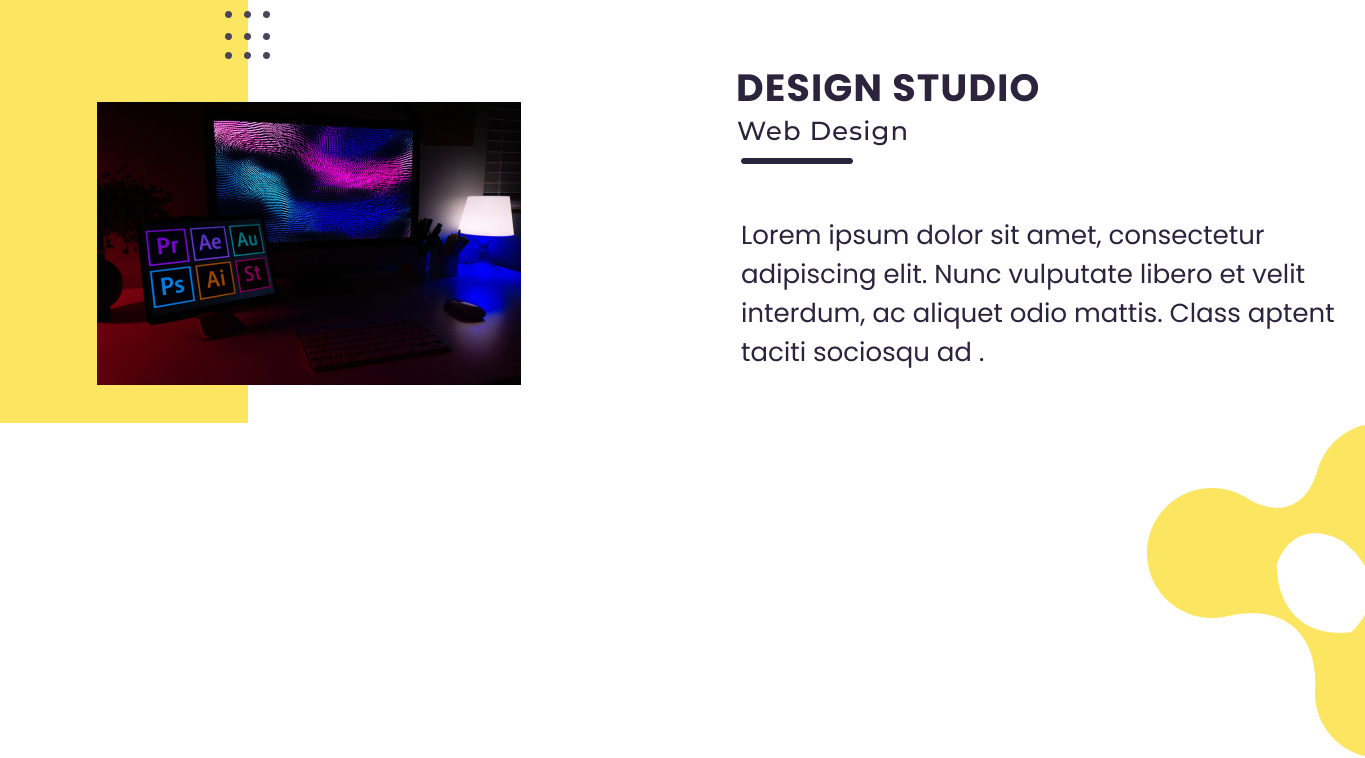 DESIGN STUDIO
Web Design
Lorem ipsum dolor sit amet, consectetur
adipiscing elit. Nunc vulputate libero et velit
interdum, ac aliquet odio mattis. Class aptent
taciti sociosqu ad .
Pr Ae Au
Ps Ai St